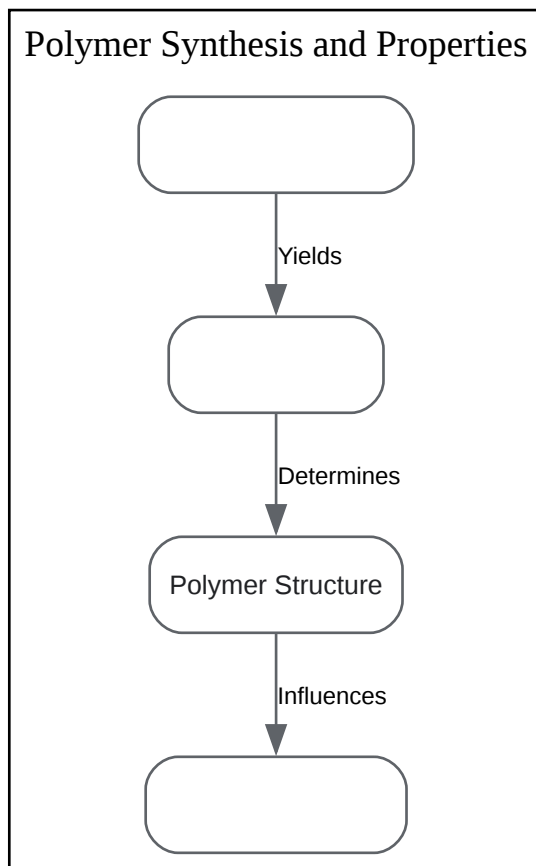 Polymer Synthesis and Properties
Yields
Determines
Polymer Structure
Influences